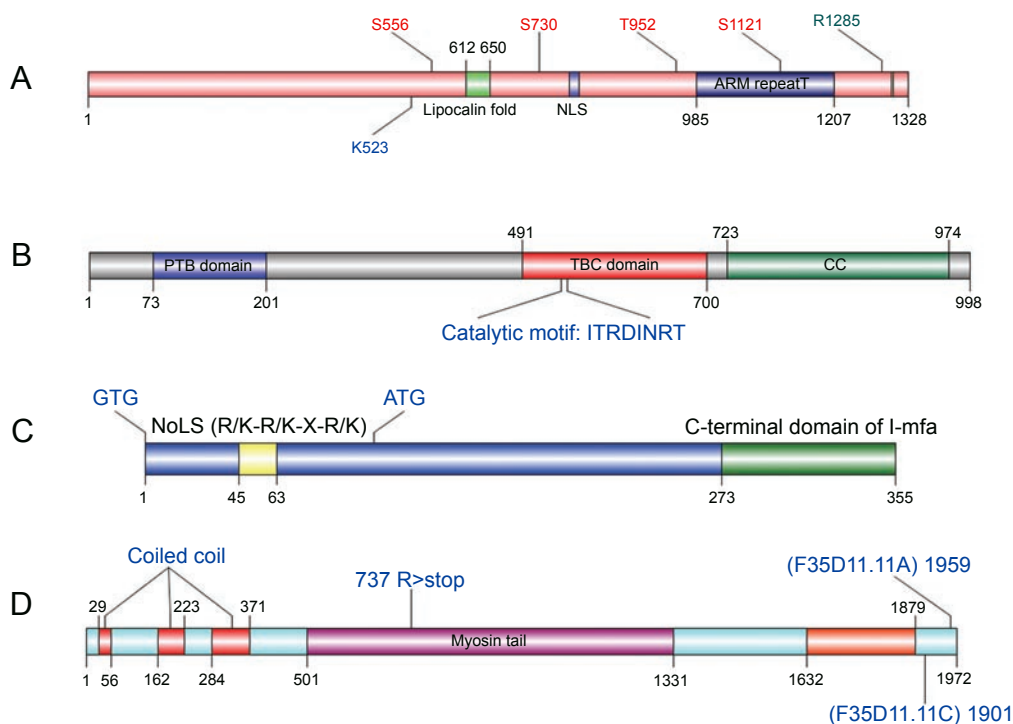 A
S556
S730
T952
S1121
R1285
612 650
Lipocalin fold
NLS
ARM repeatT
1
985
1207
1328
K523
B
491
723
974
PTB domain
TBC domain
CC
1
73
201
700
998
Catalytic motif: ITRDINRT
C
GTG
ATG
NoLS (R/K-R/K-X-R/K)
C-terminal domain of I-mfa
1
45
63
273
355
D
Coiled coil
737 R>stop
(F35D11.11A) 1959
29
223
371
1879
Myosin tail
1
56
162
284
501
1331
1632
1972
(F35D11.11C) 1901